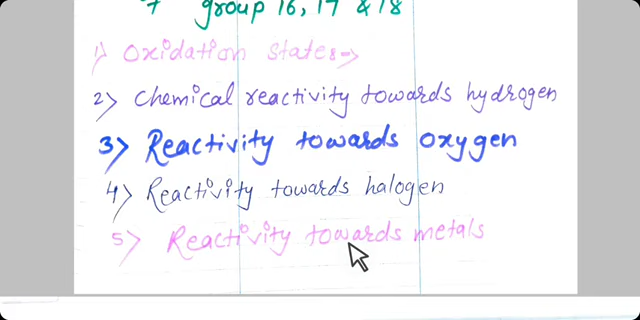 group 16, 17 & 18
1) Oxidation states:->
2) Chemical reactivity towards hydrogen
3) Reactivity towards oxygen
4) Reactivity towards halogen
5) Reactivity towards metals